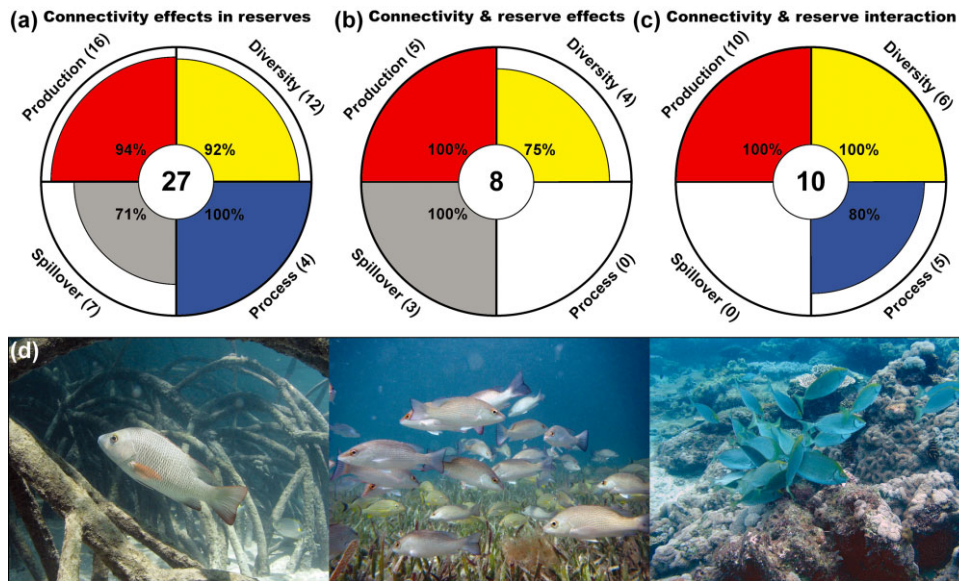 (a) Connectivity effects in reserves
Production (16)
Diversity (12)
94%
92%
27
71%
100%
Spillover (7)
Process (4)
(b) Connectivity & reserve effects
Production (5)
Diversity (4)
100%
75%
8
100%
Spillover (3)
Process (0)
(c) Connectivity & reserve interaction
Production (10)
Diversity (6)
100%
100%
10
80%
Spillover (0)
Process (5)
(d)